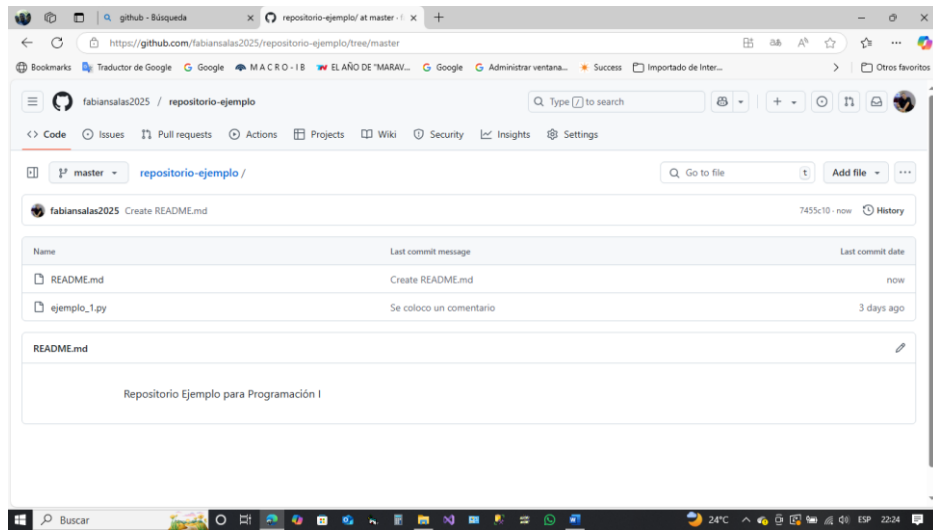 github - Búsqueda
repositorio-ejemplo/ at master · f
https://github.com/fabiansalas2025/repositorio-ejemplo/tree/master
Bookmarks Traductor de Google Google M A C R O - I B EL AÑO DE "MARAV... Google Administrar ventana... Success Importado de Inter... Otros favoritos
fabiansalas2025 / repositorio-ejemplo
Type / to search
Code Issues Pull requests Actions Projects Wiki Security Insights Settings
master repositorio-ejemplo /
Go to file t Add file
fabiansalas2025 Create README.md 7455c10 · now History
Name Last commit message Last commit date
README.md Create README.md now
ejemplo_1.py Se coloco un comentario 3 days ago
README.md
Repositorio Ejemplo para Programación I
Buscar 24°C ESP 22:24